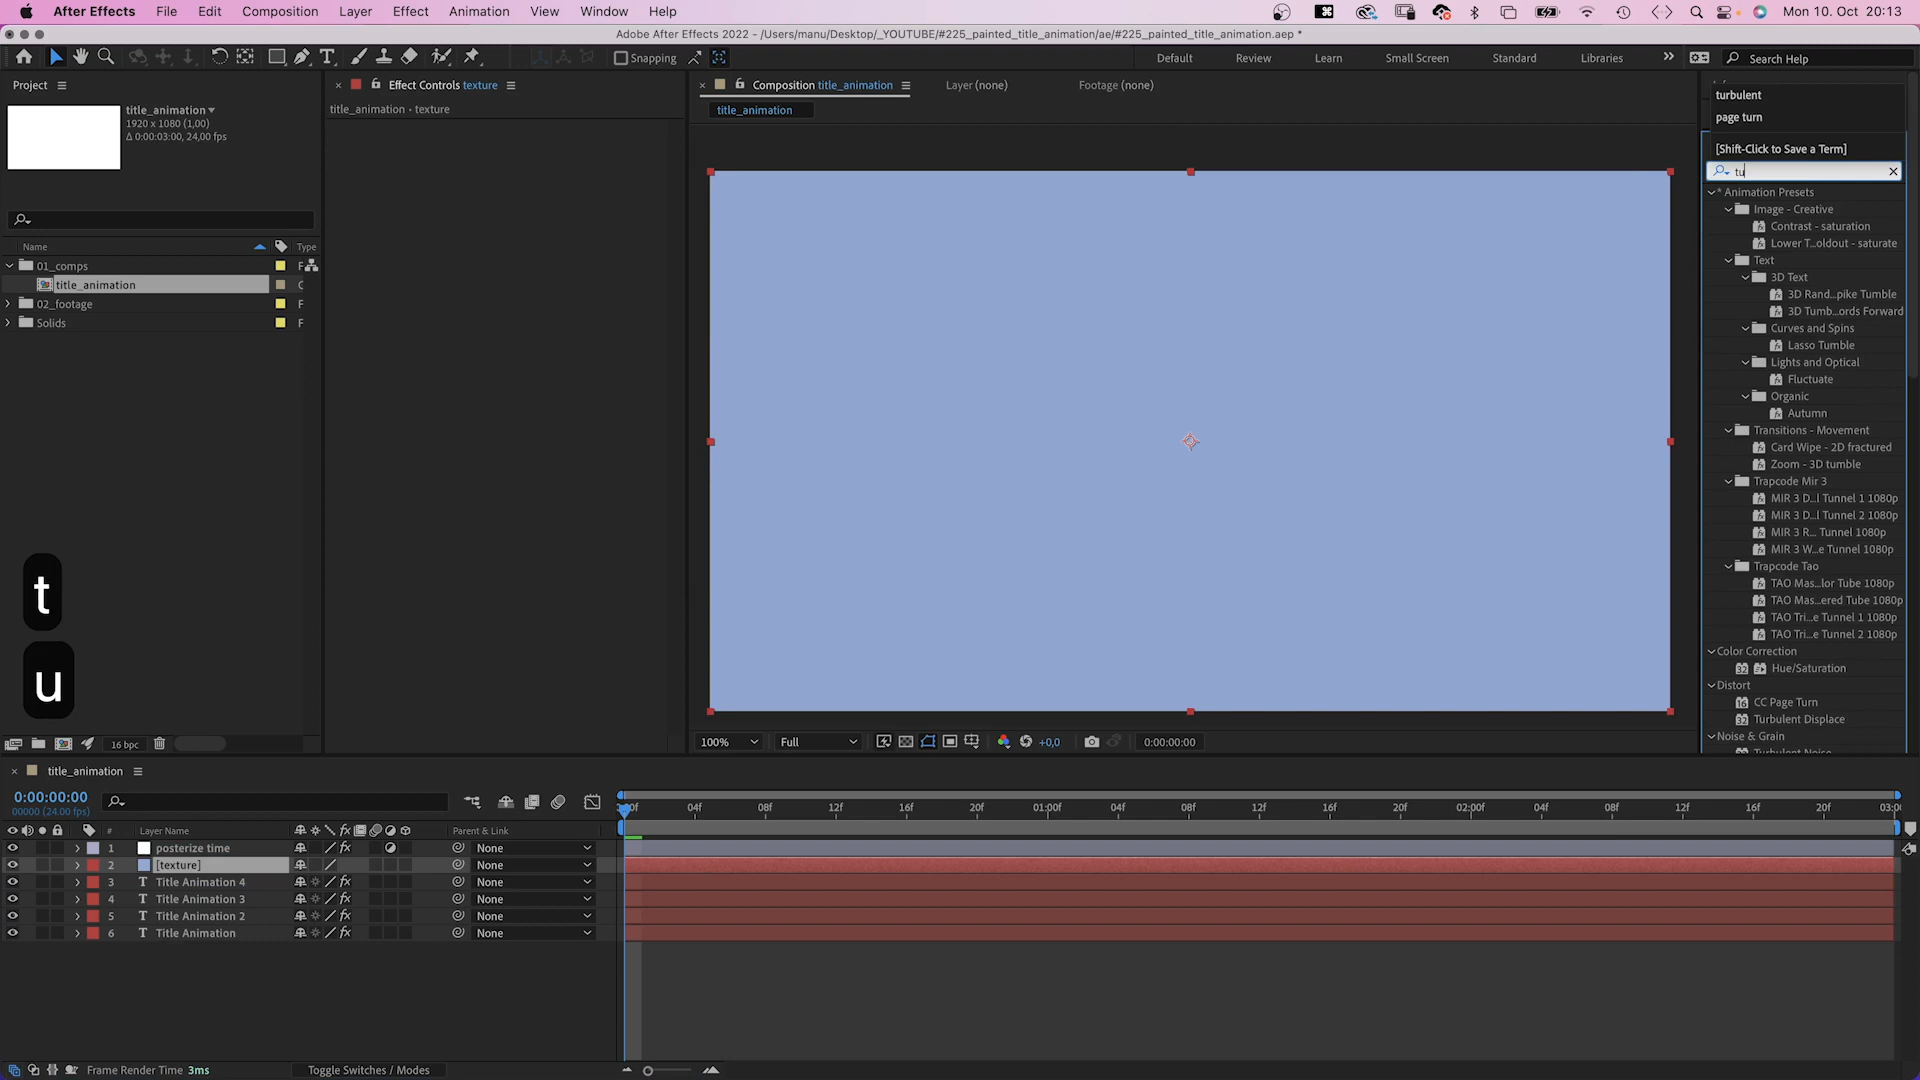 After Effects File Edit Composition Layer Effect Animation View Window Help Mon 10. Oct 20:13
Adobe After Effects 2022 - /Users/manu/Desktop/_YOUTUBE/#225_painted_title_animation/ae/#225_painted_title_animation.aep *
Snapping Default Review Learn Small Screen Standard Libraries Search Help
Project
title_animation
1920 x 1080 (1,00)
Δ 0:00:03:00, 24,00 fps
Name Type
01_comps F
title_animation C
02_footage F
Solids F
16 bpc
Effect Controls texture
title_animation • texture
Composition title_animation Layer (none) Footage (none)
title_animation
100% Full +0,0 0:00:00:00
turbulent
page turn
[Shift-Click to Save a Term]
tu
* Animation Presets
Image - Creative
Contrast - saturation
Lower T...oldout - saturate
Text
3D Text
3D Rand...pike Tumble
3D Tumb...ords Forward
Curves and Spins
Lasso Tumble
Lights and Optical
Fluctuate
Organic
Autumn
Transitions - Movement
Card Wipe - 2D fractured
Zoom - 3D tumble
Trapcode Mir 3
MIR 3 D...l Tunnel 1 1080p
MIR 3 D...l Tunnel 2 1080p
MIR 3 R... Tunnel 1080p
MIR 3 W...e Tunnel 1080p
Trapcode Tao
TAO Mas...lor Tube 1080p
TAO Mas...ered Tube 1080p
TAO Tri...e Tunnel 1 1080p
TAO Tri...e Tunnel 2 1080p
Color Correction
32 Hue/Saturation
Distort
16 CC Page Turn
32 Turbulent Displace
Noise & Grain
t
u
title_animation
0:00:00:00
00000 (24.00 fps)
04f 08f 12f 16f 20f 01:00f 04f 08f 12f 16f 20f 02:00f 04f 08f 12f 16f 20f
# Layer Name fx Parent & Link
1 posterize time fx None
2 [texture] None
3 T Title Animation 4 fx None
4 T Title Animation 3 fx None
5 T Title Animation 2 fx None
6 T Title Animation fx None
Frame Render Time 3ms Toggle Switches / Modes